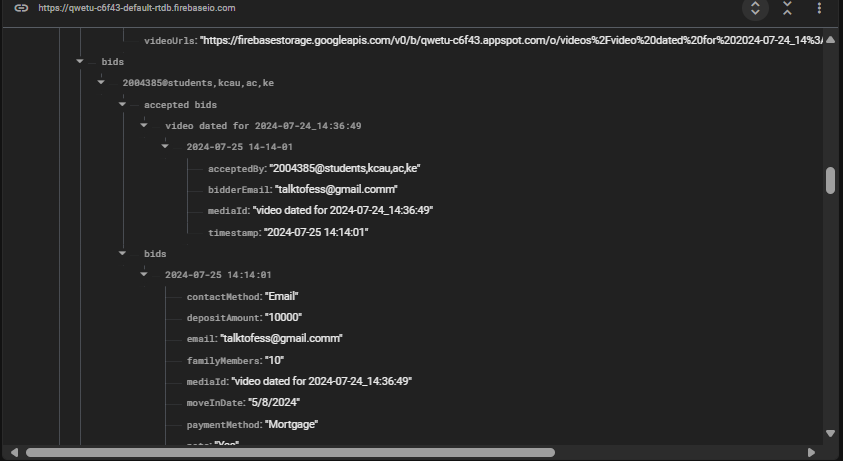 https://qwetu-c6f43-default-rtdb.firebaseio.com
videoUrls: "https://firebasestorage.googleapis.com/v0/b/qwetu-c6f43.appspot.com/o/videos%2Fvideo%20dated%20for%202024-07-24_14%3A
bids
2004385@students,kcau,ac,ke
accepted bids
video dated for 2024-07-24_14:36:49
2024-07-25 14-14-01
acceptedBy: "2004385@students,kcau,ac,ke"
bidderEmail: "talktofess@gmail.comm"
mediaId: "video dated for 2024-07-24_14:36:49"
timestamp: "2024-07-25 14:14:01"
bids
2024-07-25 14:14:01
contactMethod: "Email"
depositAmount: "10000"
email: "talktofess@gmail.comm"
familyMembers: "10"
mediaId: "video dated for 2024-07-24_14:36:49"
moveInDate: "5/8/2024"
paymentMethod: "Mortgage"
"Yes"